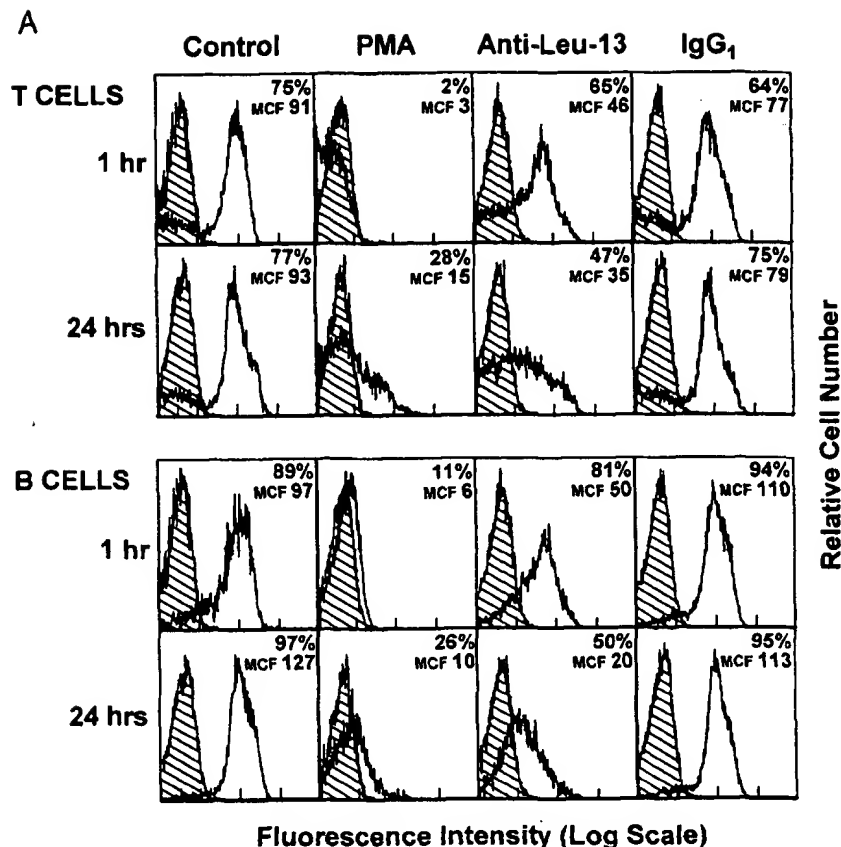 A
Control PMA Anti-Leu-13 IgG₁
T CELLS
1 hr
75%
MCF 91
2%
MCF 3
65%
MCF 46
64%
MCF 77
24 hrs
77%
MCF 93
28%
MCF 15
47%
MCF 35
75%
MCF 79
B CELLS
1 hr
89%
MCF 97
11%
MCF 6
81%
MCF 50
94%
MCF 110
24 hrs
97%
MCF 127
26%
MCF 10
50%
MCF 20
95%
MCF 113
Relative Cell Number
Fluorescence Intensity (Log Scale)